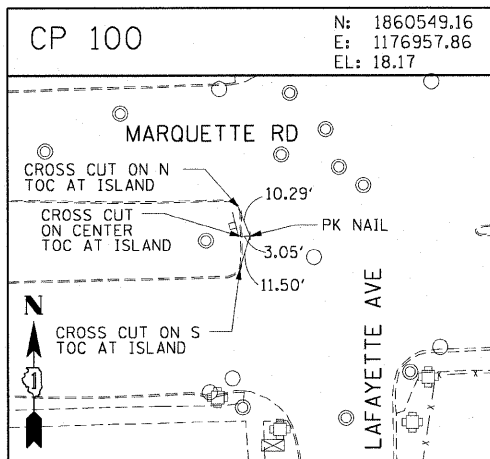 CP 100
N: 1860549.16
E: 1176957.86
EL: 18.17
MARQUETTE RD
CROSS CUT ON N
TOC AT ISLAND
10.29'
CROSS CUT
ON CENTER
TOC AT ISLAND
PK NAIL
3.05'
11.50'
N
1
CROSS CUT ON S
TOC AT ISLAND
LAFAYETTE AVE